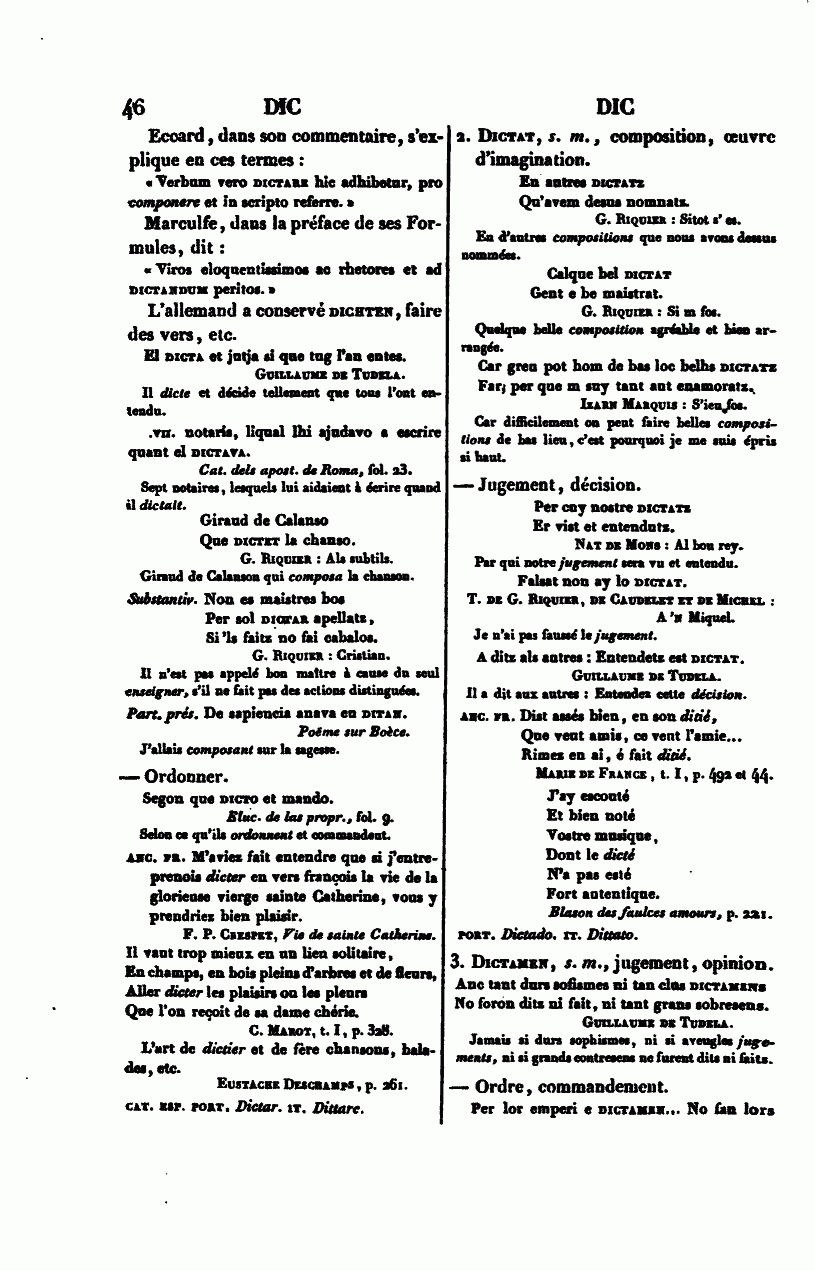 46 DIC DIC
Ecoard, dans son commentaire, s'ex-
plique en ces termes :
« Verbum vero DICTARE hic adhibetur, pro
componere et in scripto referre. »
Marculfe, dans la préface de ses For-
mules, dit :
« Viros eloquentissimos ac rhetores et ad
DICTANDUM peritos. »
L'allemand a conservé DICHTEN, faire
des vers, etc.
El DICTA et jutja si que tug l'an entes.
GUILLAUME DE TUDELA.
Il dicte et décide tellement que tous l'ont en-
tendu.
.VII. notaris, liqual lhi ajudavo a escrire
quant el DICTAVA.
Cat. dels apost. de Roma, fol. 23.
Sept notaires, lesquels lui aidaient à écrire quand
il dictait.
Giraud de Calanso
Que DICTET la chanso.
G. RIQUIER : Als subtils.
Giraud de Calanson qui composa la chanson.
Substantiv. Non es maistres bos
Per sol DICTAR apellatz,
Si 'ls faitz no fai cabalos.
G. RIQUIER : Cristian.
Il n'est pas appelé bon maître à cause du seul
enseigner, s'il ne fait pas des actions distinguées.
Part. prés. De sapiencia anava en DITAN.
Poëme sur Boèce.
J'allais composant sur la sagesse.
— Ordonner.
Segon que DICTO et mando.
Eluc. de las propr., fol. 9.
Selon ce qu'ils ordonnent et commandent.
ANC. FR. M'aviez fait entendre que si j'entre-
prenois dicter en vers françois la vie de la
glorieuse vierge sainte Catherine, vous y
prendriez bien plaisir.
F. P. CRESPET, Vie de sainte Catherine.
Il vaut trop mieux en un lieu solitaire,
En champs, en bois pleins d'arbres et de fleurs,
Aller dicter les plaisirs ou les pleurs
Que l'on reçoit de sa dame chérie.
C. MAROT, t. I, p. 328.
L'art de dictier et de fère chansons, bala-
des, etc.
EUSTACHE DESCHAMPS, p. 261.
CAT. ESP. PORT. Dictar. IT. Dittare.
2. DICTAT, s. m., composition, œuvre
d'imagination.
En autres DICTATZ
Qu'avem desus nomnatz.
G. RIQUIER : Sitot s' es.
En d'autres compositions que nous avons dessus
nommées.
Calque bel DICTAT
Gent e be maistrat.
G. RIQUIER : Si m fos.
Quelque belle composition agréable et bien ar-
rangée.
Car greu pot hom de bas loc belhs DICTATZ
Far; per que m suy tant aut enamoratz.
IZARN MARQUIS : S'ieu fos.
Car difficilement on peut faire belles composi-
tions de bas lieu, c'est pourquoi je me suis épris
si haut.
— Jugement, décision.
Per cuy nostre DICTATZ
Er vist et entendutz.
NAT DE MONS : Al bon rey.
Par qui notre jugement sera vu et entendu.
Falsat non ay lo DICTAT.
T. DE G. RIQUIER, DE CAUDELET ET DE MICHEL :
A 'N Miquel.
Je n'ai pas faussé le jugement.
A ditz als autres : Entendetz est DICTAT.
GUILLAUME DE TUDELA.
Il a dit aux autres : Entendez cette décision.
ANC. FR. Dist assés bien, en son ditié,
Que veut amis, ce vent l'amie...
Rimez en ai, é fait ditié.
MARIE DE FRANCE, t. I, p. 492 et 44.
J'ay escouté
Et bien noté
Vostre musique,
Dont le dicté
N'a pas esté
Fort autentique.
Blason des faulces amours, p. 221.
PORT. Dictado. IT. Dittato.
3. DICTAMEN, s. m., jugement, opinion.
Anc tant durs sofismes ni tan clus DICTAMENS
No foron ditz ni fait, ni tant grans sobresens.
GUILLAUME DE TUDELA.
Jamais si durs sophismes, ni si aveugles juge-
ments, ni si grands contresens ne furent dits ni faits.
— Ordre, commandement.
Per lor emperi e DICTAMEN... No fan lors